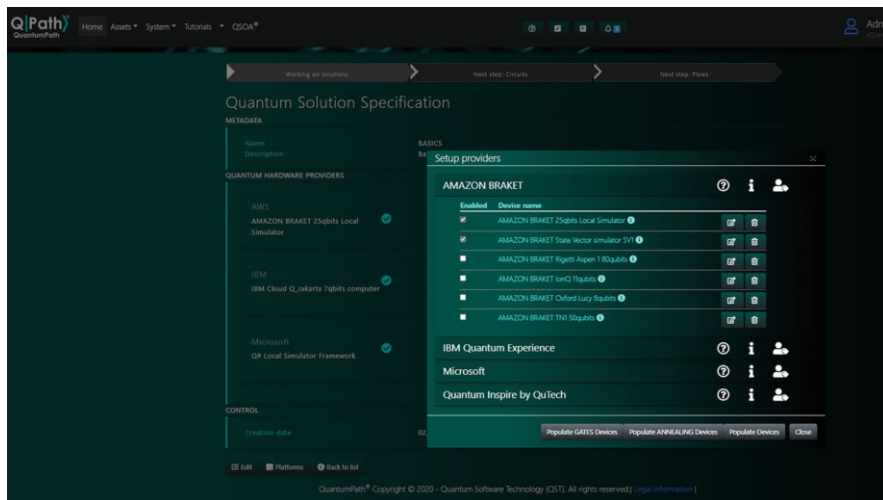 Q|Path
QuantumPath
Home Assets System Tutorials QSOA®
Working on solutions Next step: Circuits Next step: Flows
Quantum Solution Specification
METADATA
Name BASICS
Description
QUANTUM HARDWARE PROVIDERS
AWS
AMAZON BRAKET 25qbits Local
Simulator
IBM
IBM Cloud Q_Jakarta 7qbits computer
Microsoft
Q# Local Simulator Framework
CONTROL
Creation date 02
Edit Platforms Back to list
Setup providers
AMAZON BRAKET
Enabled Device name
AMAZON BRAKET 25qbits Local Simulator
AMAZON BRAKET State Vector simulator SV1
AMAZON BRAKET Rigetti Aspen 1 80qubits
AMAZON BRAKET IonQ 11qubits
AMAZON BRAKET Oxford Lucy 8qubits
AMAZON BRAKET TN1 50qubits
IBM Quantum Experience
Microsoft
Quantum Inspire by QuTech
Populate GATES Devices Populate ANNEALING Devices Populate Devices Close
QuantumPath® Copyright © 2020 - Quantum Software Technology (QST). All rights reserved.| Legal information |